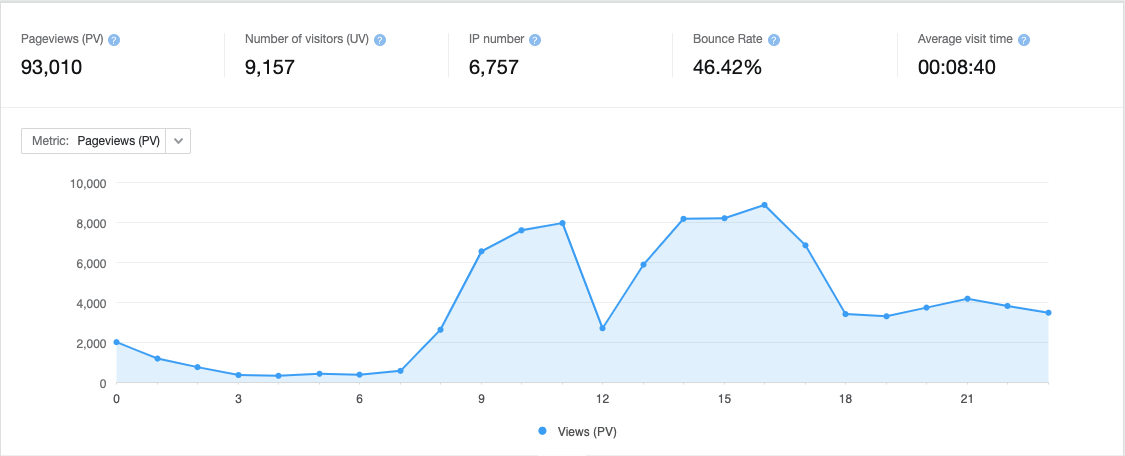 Pageviews (PV) ?
Number of visitors (UV) ?
IP number ?
Bounce Rate ?
Average visit time ?
93,010
9,157
6,757
46.42%
00:08:40
Metric: Pageviews (PV)
10,000
8,000
6,000
4,000
2,000
0
0 3 6 9 12 15 18 21
Views (PV)